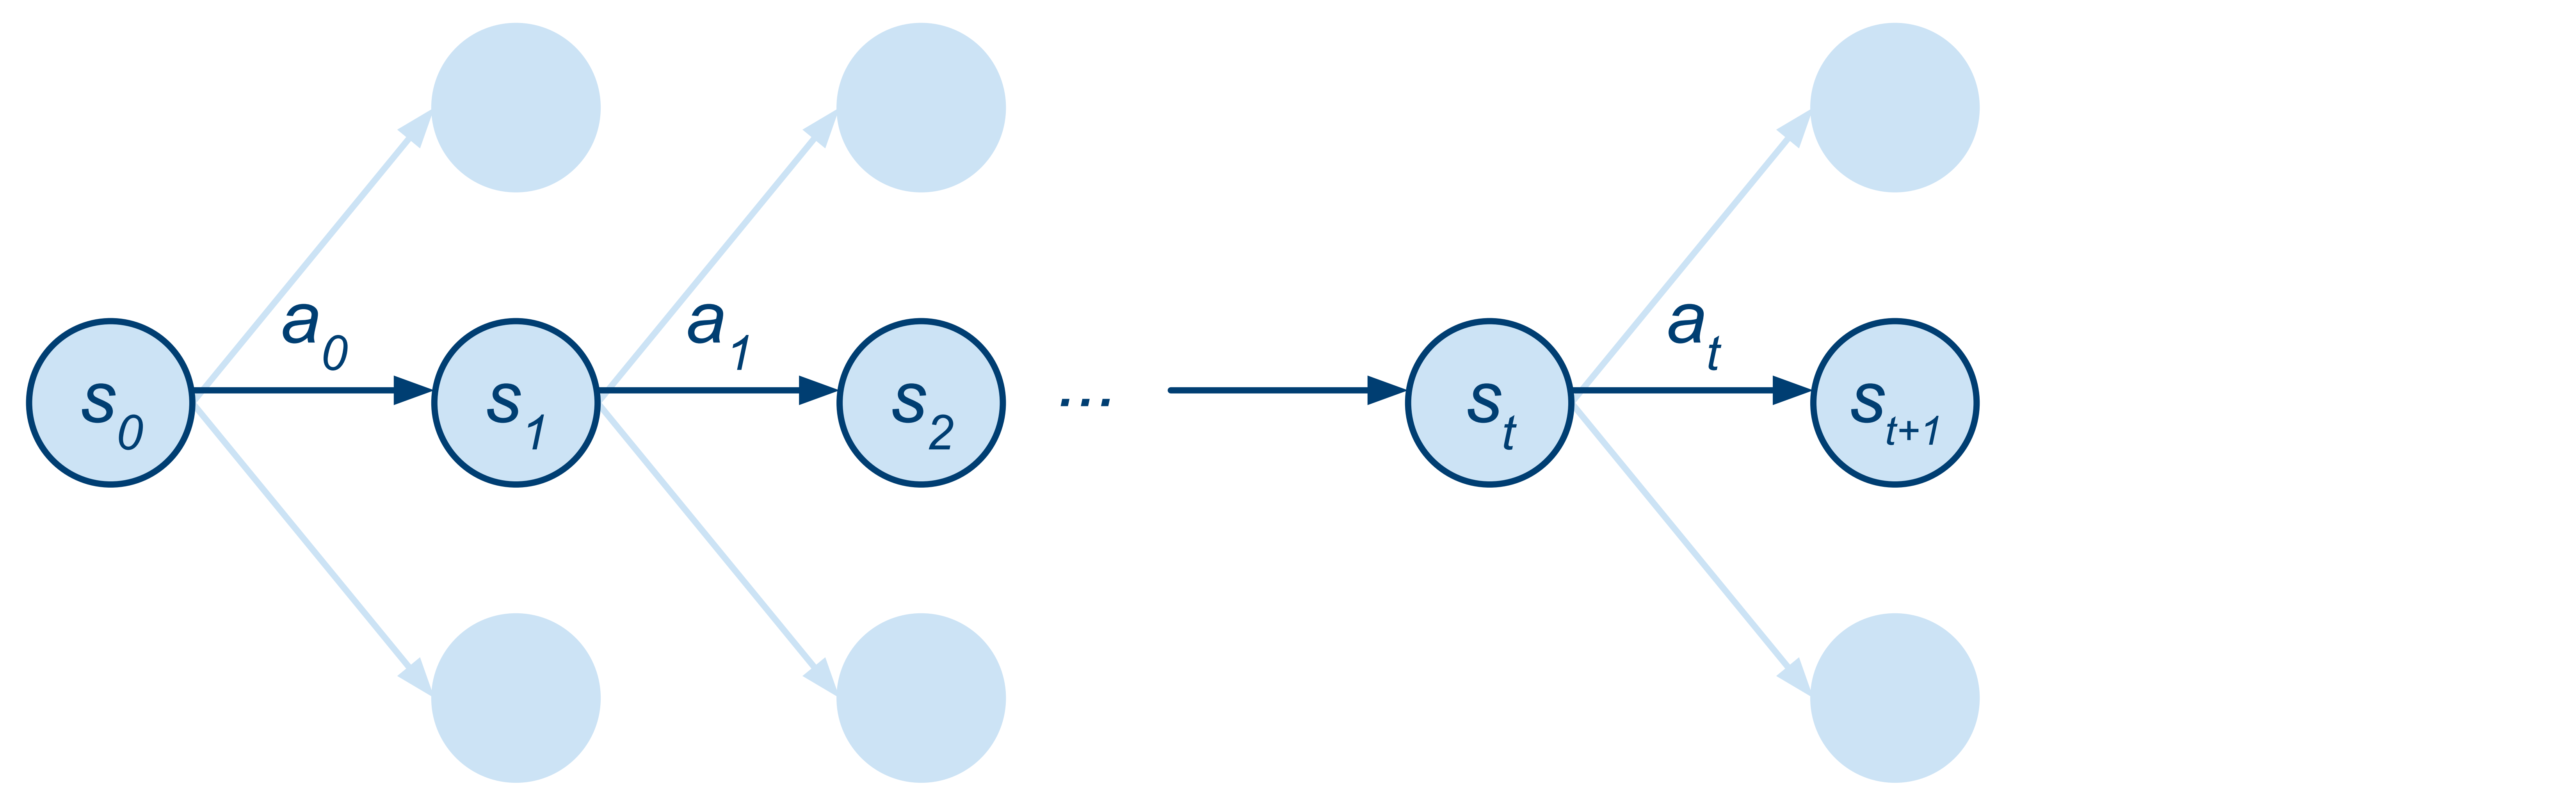 a₀ a₁ aₜ
s₀ s₁ s₂ ... sₜ sₜ₊₁